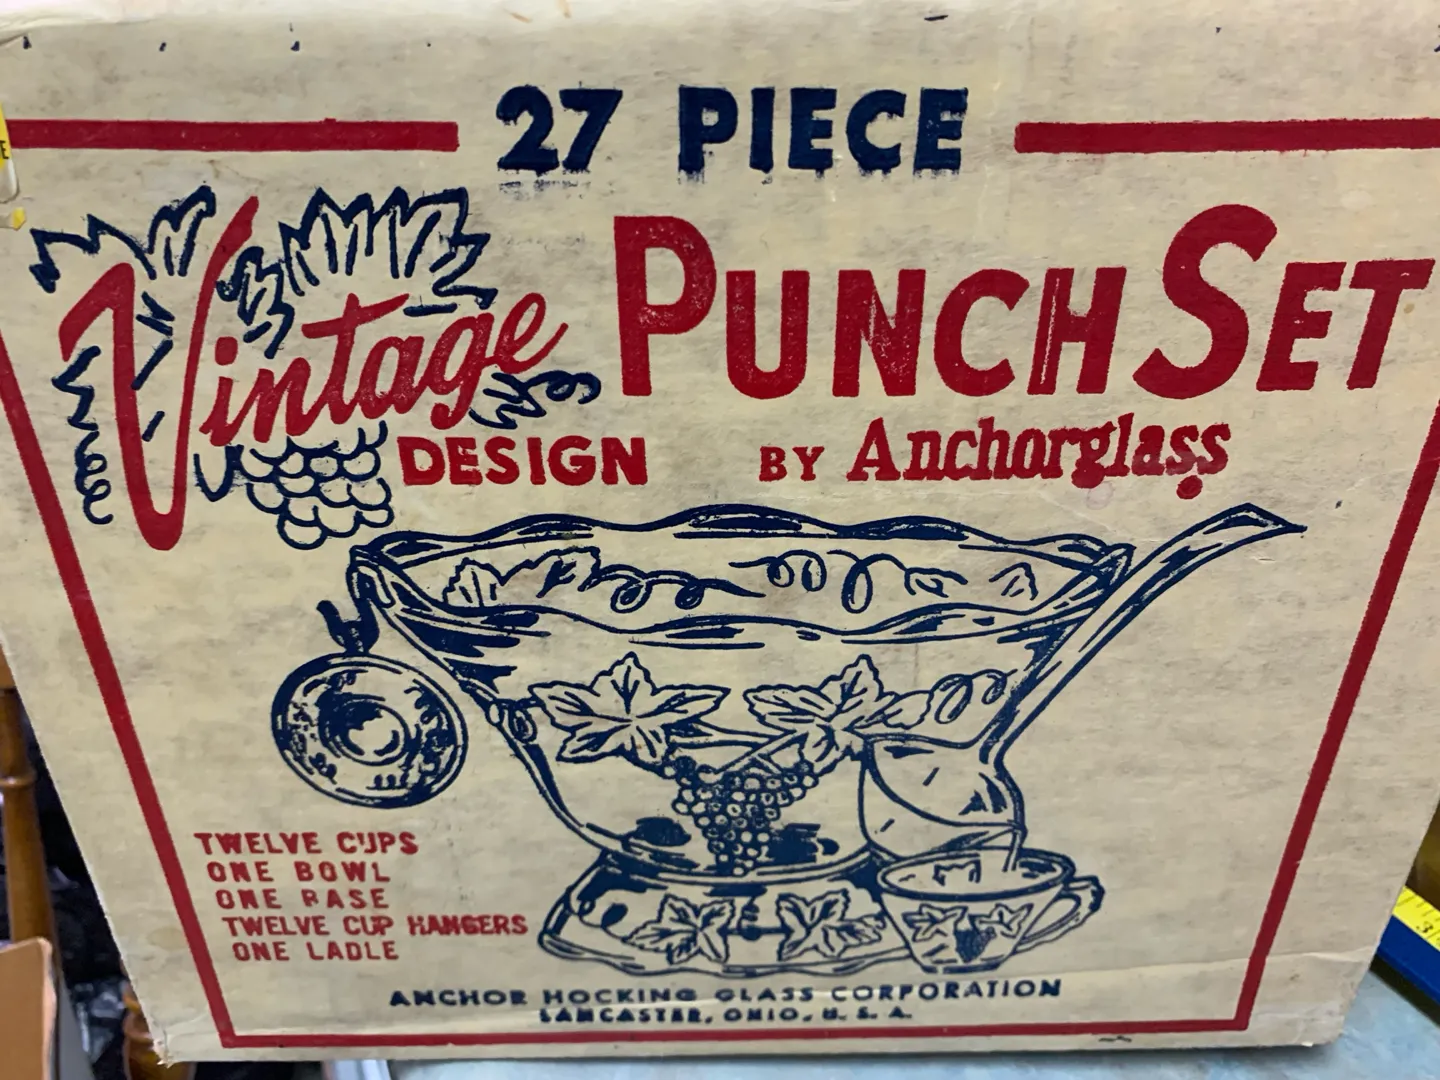 27 PIECE
Vintage PUNCH SET
DESIGN BY Anchorglass
TWELVE CUPS
ONE BOWL
ONE BASE
TWELVE CUP HANGERS
ONE LADLE
ANCHOR HOCKING GLASS CORPORATION
LANCASTER, OHIO, U. S. A.